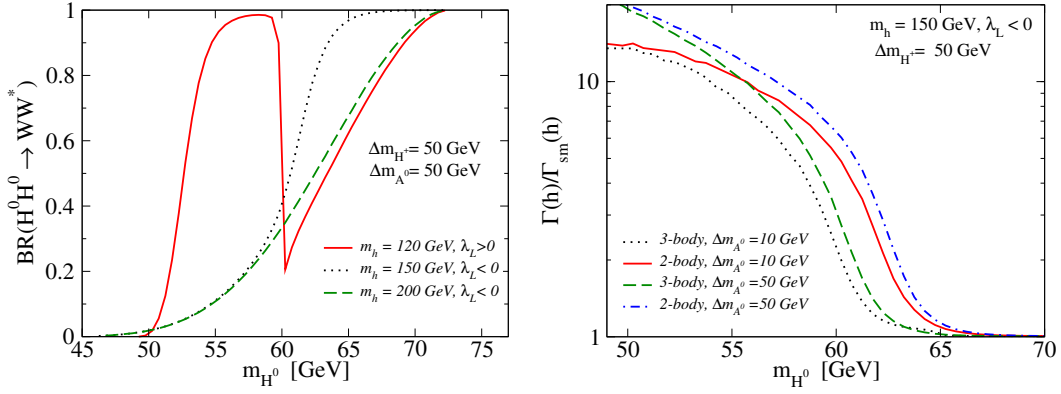 BR(H⁰H⁰ → WW*)
1
0.8
0.6
0.4
0.2
0
45 50 55 60 65 70 75
m_H⁰ [GeV]
Δm_H⁺= 50 GeV
Δm_A⁰= 50 GeV
m_h = 120 GeV, λ_L>0
m_h = 150 GeV, λ_L< 0
m_h = 200 GeV, λ_L< 0
Γ(h)/Γ_sm(h)
10
1
50 55 60 65 70
m_H⁰ [GeV]
m_h = 150 GeV, λ_L< 0
Δm_H⁺= 50 GeV
3-body, Δm_A⁰ =10 GeV
2-body, Δm_A⁰ =10 GeV
3-body, Δm_A⁰ =50 GeV
2-body, Δm_A⁰ =50 GeV